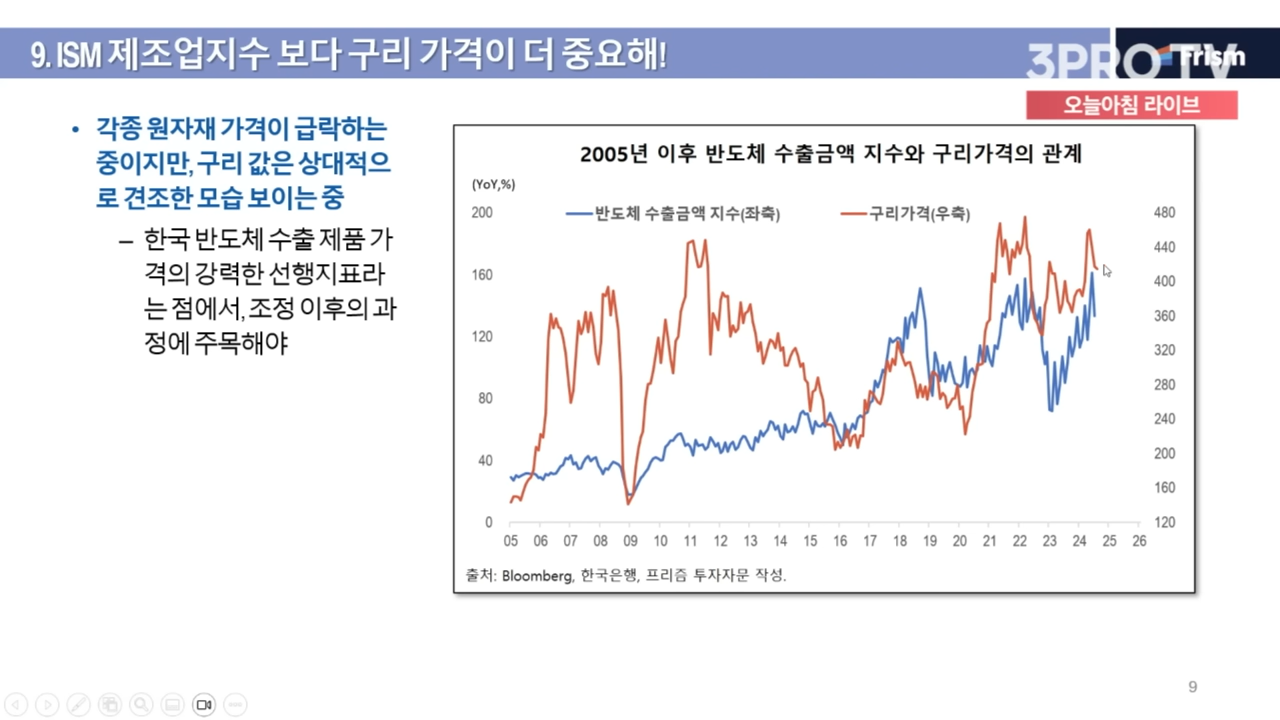 9. ISM 제조업지수 보다 구리 가격이 더 중요해!
3PRO TV
Frism
오늘아침 라이브
• 각종 원자재 가격이 급락하는
중이지만, 구리 값은 상대적으
로 견조한 모습 보이는 중
– 한국 반도체 수출 제품 가
격의 강력한 선행지표라
는 점에서, 조정 이후의 과
정에 주목해야
2005년 이후 반도체 수출금액 지수와 구리가격의 관계
(YoY,%)
반도체 수출금액 지수(좌축) 구리가격(우축)
200 480
440
160 400
360
120 320
80 280
240
40 200
160
0 120
05 06 07 08 09 10 11 12 13 14 15 16 17 18 19 20 21 22 23 24 25 26
출처: Bloomberg, 한국은행, 프리즘 투자자문 작성.
9